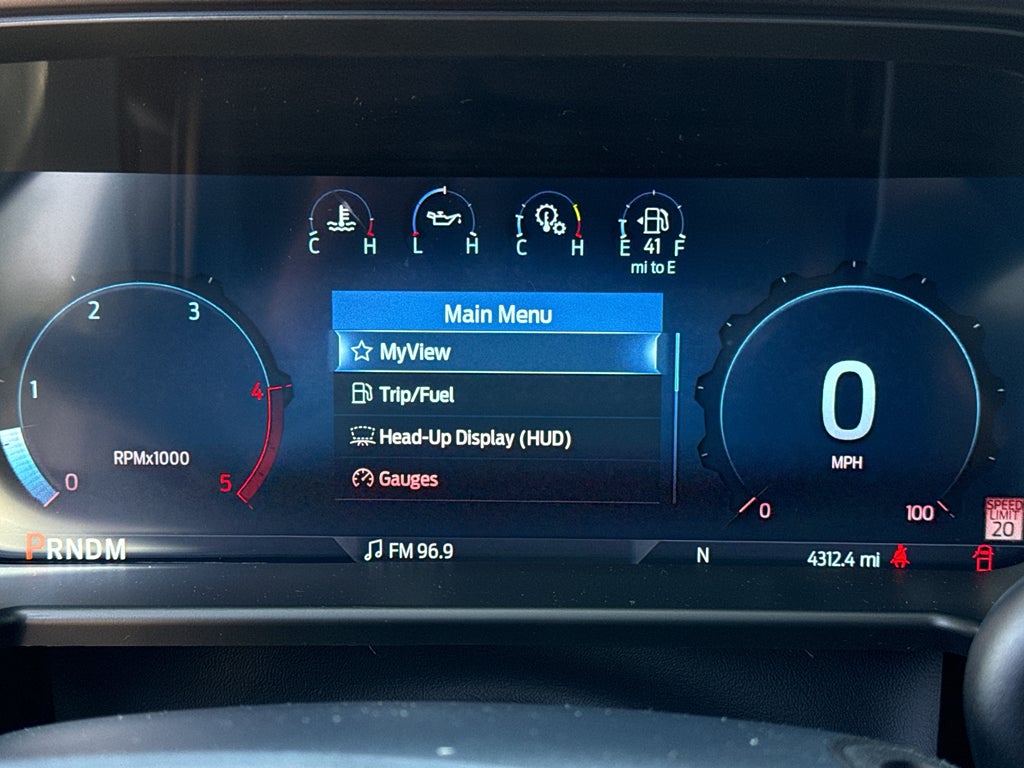 C H
L H
C H
E 41 F
mi to E
Main Menu
MyView
Trip/Fuel
Head-Up Display (HUD)
Gauges
0
1
2
3
4
5
RPMx1000
0
MPH
0
100
SPEED
LIMIT
20
PRNDM
FM 96.9
N
4312.4 mi